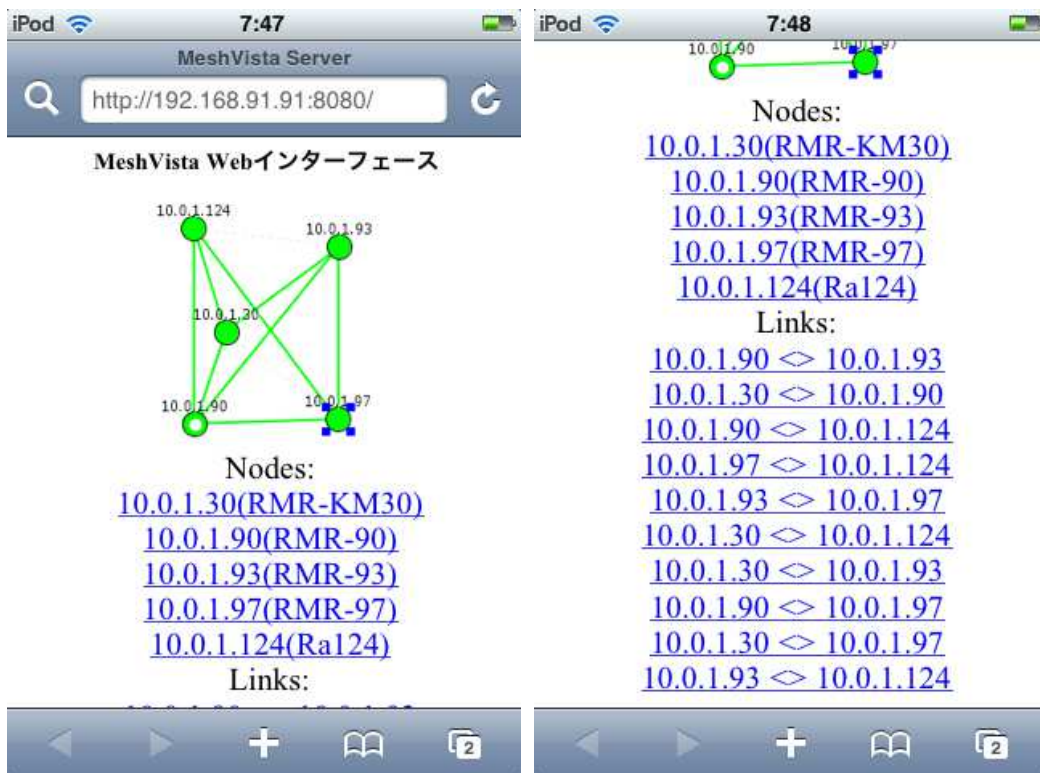 iPod 7:47
MeshVista Server
http://192.168.91.91:8080/
MeshVista Webインターフェース
10.0.1.124
10.0.1.93
10.0.1.30
10.0.1.90
10.0.1.97
Nodes:
10.0.1.30(RMR-KM30)
10.0.1.90(RMR-90)
10.0.1.93(RMR-93)
10.0.1.97(RMR-97)
10.0.1.124(Ra124)
Links:
2
iPod 7:48
10.0.1.90
10.0.1.97
Nodes:
10.0.1.30(RMR-KM30)
10.0.1.90(RMR-90)
10.0.1.93(RMR-93)
10.0.1.97(RMR-97)
10.0.1.124(Ra124)
Links:
10.0.1.90 <> 10.0.1.93
10.0.1.30 <> 10.0.1.90
10.0.1.90 <> 10.0.1.124
10.0.1.97 <> 10.0.1.124
10.0.1.93 <> 10.0.1.97
10.0.1.30 <> 10.0.1.124
10.0.1.30 <> 10.0.1.93
10.0.1.90 <> 10.0.1.97
10.0.1.30 <> 10.0.1.97
10.0.1.93 <> 10.0.1.124
2